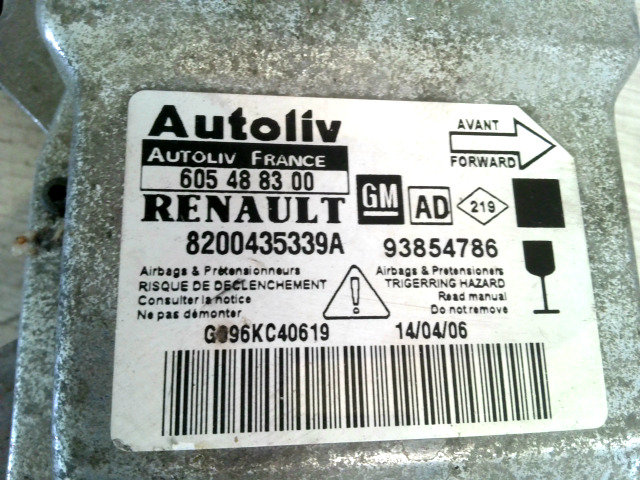 Autoliv
AVANT
AUTOLIV FRANCE
FORWARD
605 48 83 00
GM
AD
219
RENAULT
8200435339A
93854786
Airbags & Prétensionneurs
RISQUE DE DECLENCHEMENT
Consulter la notice
Ne pas démonter
Airbags & Pretensioners
TRIGERRING HAZARD
Read manual
Do not remove
14/04/06